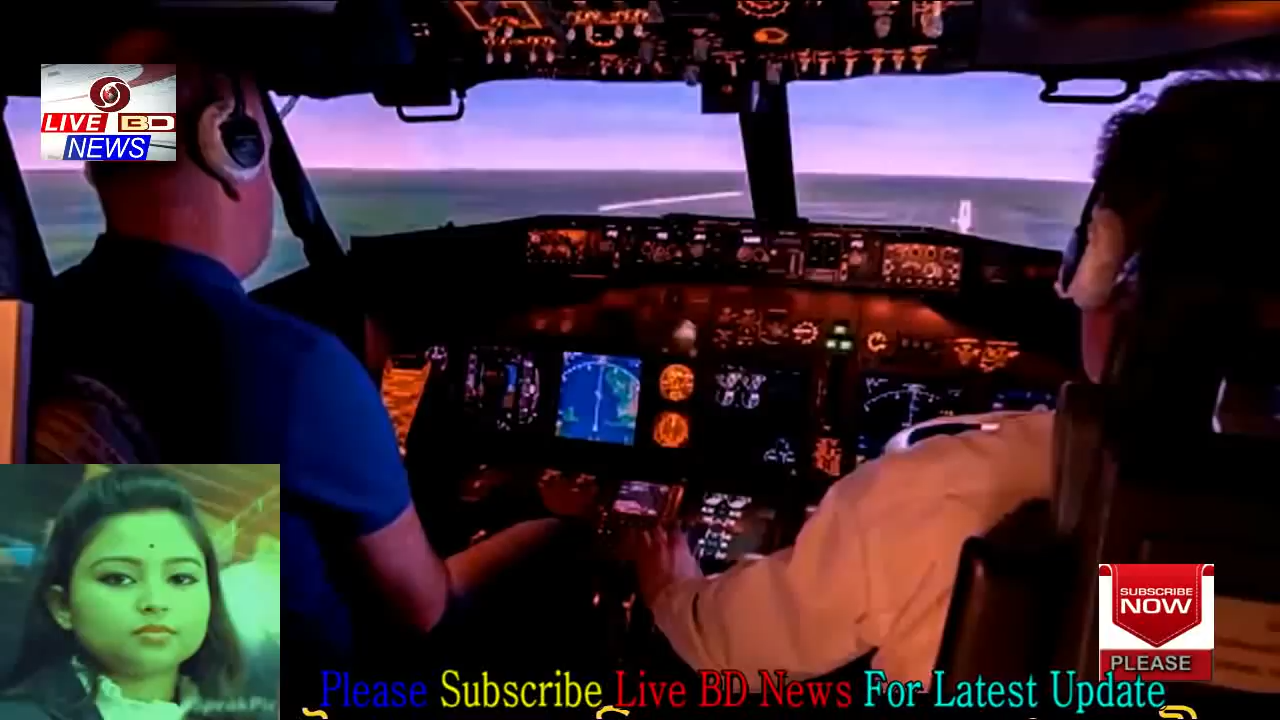 LIVE BD
NEWS
SUBSCRIBE
NOW
PLEASE
Please Subscribe Live BD News For Latest Update